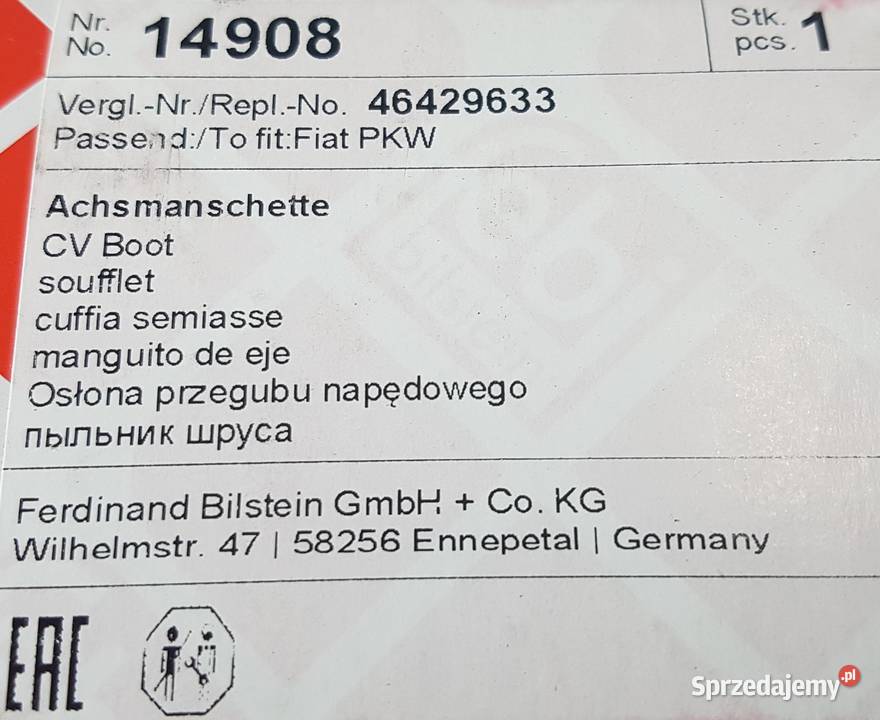 Nr. No. 14908 Stk. pcs. 1
Vergl.-Nr./Repl.-No. 46429633
Passend:/To fit:Fiat PKW
Achsmanschette
CV Boot
soufflet
cuffia semiasse
manguito de eje
Osłona przegubu napędowego
пыльник шруса
Ferdinand Bilstein GmbH + Co. KG
Wilhelmstr. 47 | 58256 Ennepetal | Germany
EAC
Sprzedajemy.pl